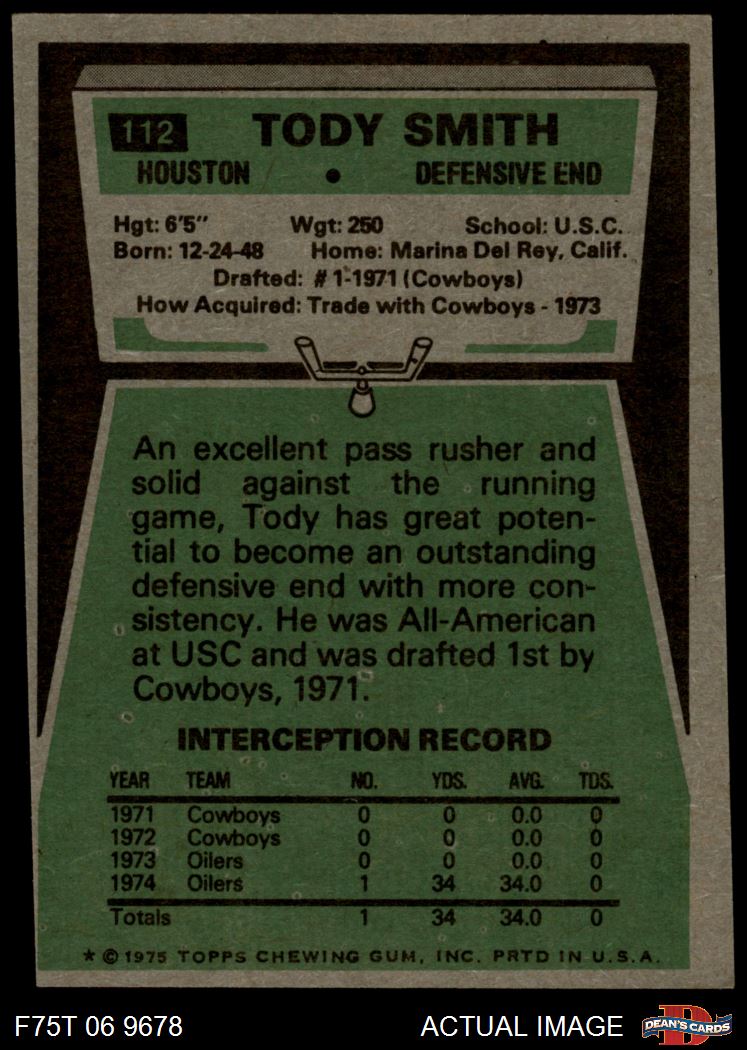 112 TODY SMITH
HOUSTON • DEFENSIVE END
Hgt: 6'5" Wgt: 250 School: U.S.C.
Born: 12-24-48 Home: Marina Del Rey, Calif.
Drafted: #1-1971 (Cowboys)
How Acquired: Trade with Cowboys - 1973
An excellent pass rusher and
solid against the running
game, Tody has great poten-
tial to become an outstanding
defensive end with more con-
sistency. He was All-American
at USC and was drafted 1st by
Cowboys, 1971.
INTERCEPTION RECORD
YEAR TEAM NO. YDS. AVG. TDS.
1971 Cowboys 0 0 0.0 0
1972 Cowboys 0 0 0.0 0
1973 Oilers 0 0 0.0 0
1974 Oilers 1 34 34.0 0
Totals 1 34 34.0 0
* © 1975 TOPPS CHEWING GUM, INC. PRTD IN U.S.A.
F75T 06 9678 ACTUAL IMAGE D DEAN'S CARDS